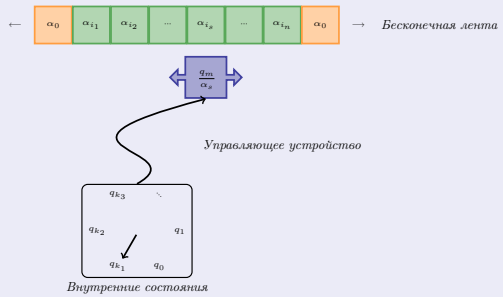 ← α₀ α_{i₁} α_{i₂} ... α_{i_s} ... α_{i_n} α₀ → Бесконечная лента
q_m
α_s
Управляющее устройство
q_{k₃} ⋱
q_{k₂} q₁
q_{k₁} q₀
Внутренние состояния